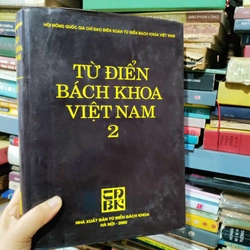 HỘI ĐỒNG QUỐC GIA CHỈ ĐẠO BIÊN SOẠN TỪ ĐIỂN BÁCH KHOA VIỆT NAM
TỪ ĐIỂN
BÁCH KHOA
VIỆT NAM
2
NHÀ XUẤT BẢN TỪ ĐIỂN BÁCH KHOA
HÀ NỘI - 2002